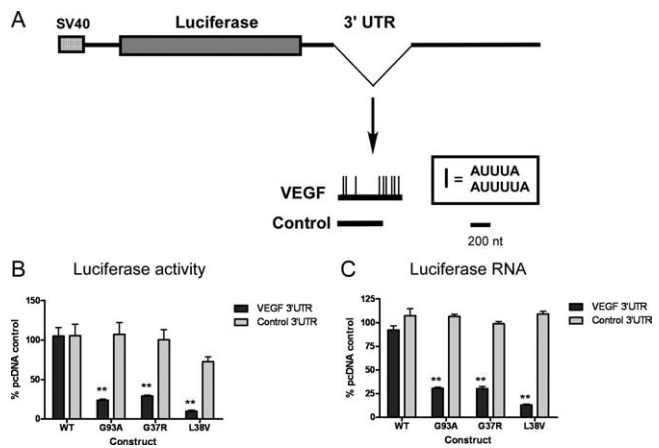 A
SV40
Luciferase
3' UTR
VEGF
Control
I = AUUUA
AUUUUA
200 nt
B
Luciferase activity
% pcDNA control
150
100
50
0
VEGF 3'UTR
Control 3'UTR
**
**
**
WT
G93A
G37R
L38V
Construct
C
Luciferase RNA
% pcDNA control
125
100
75
50
25
0
VEGF 3'UTR
Control 3'UTR
**
**
**
WT
G93A
G37R
L38V
Construct